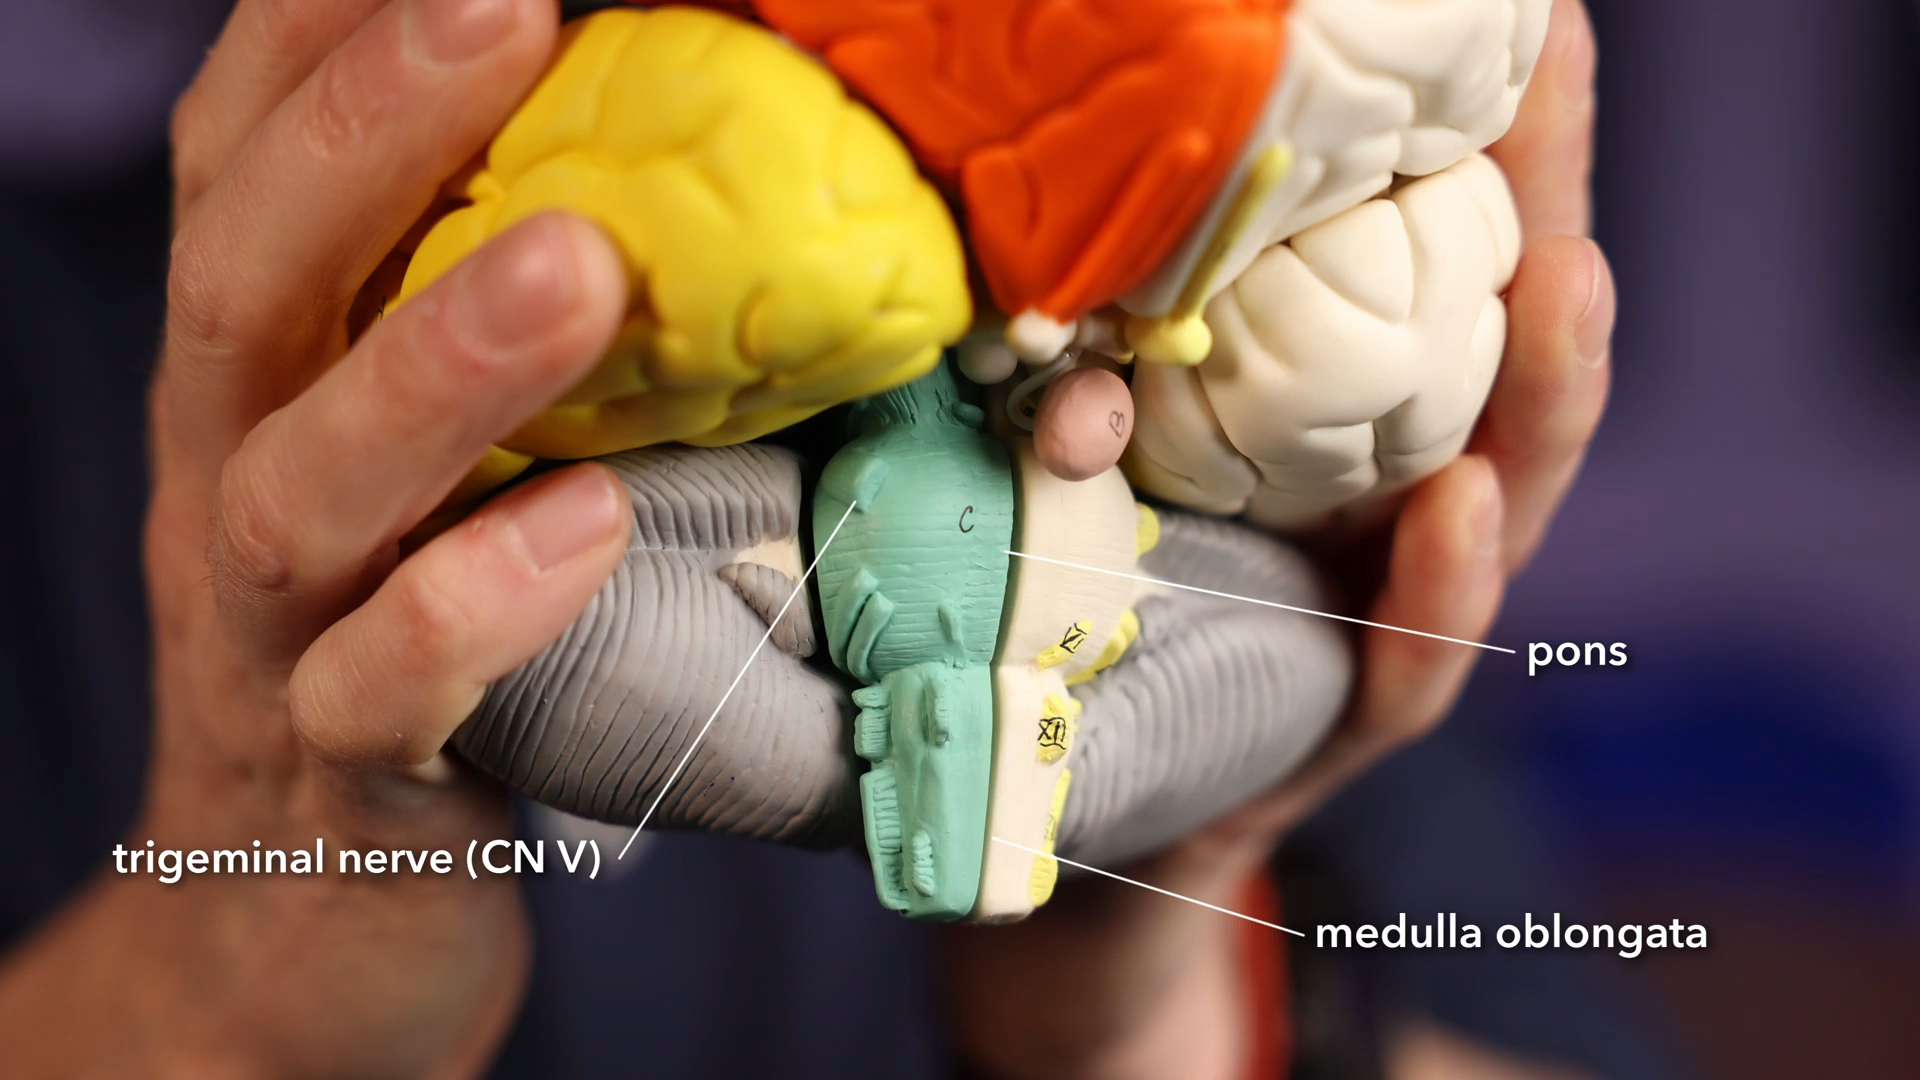 B
C
VI
pons
XII
trigeminal nerve (CN V)
medulla oblongata